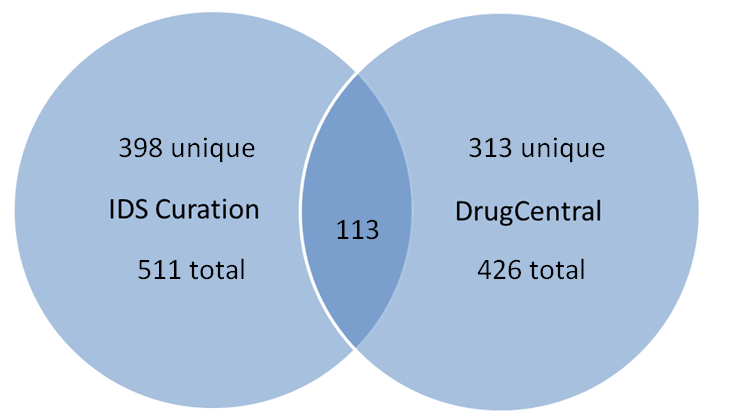 398 unique
IDS Curation
511 total
113
313 unique
DrugCentral
426 total